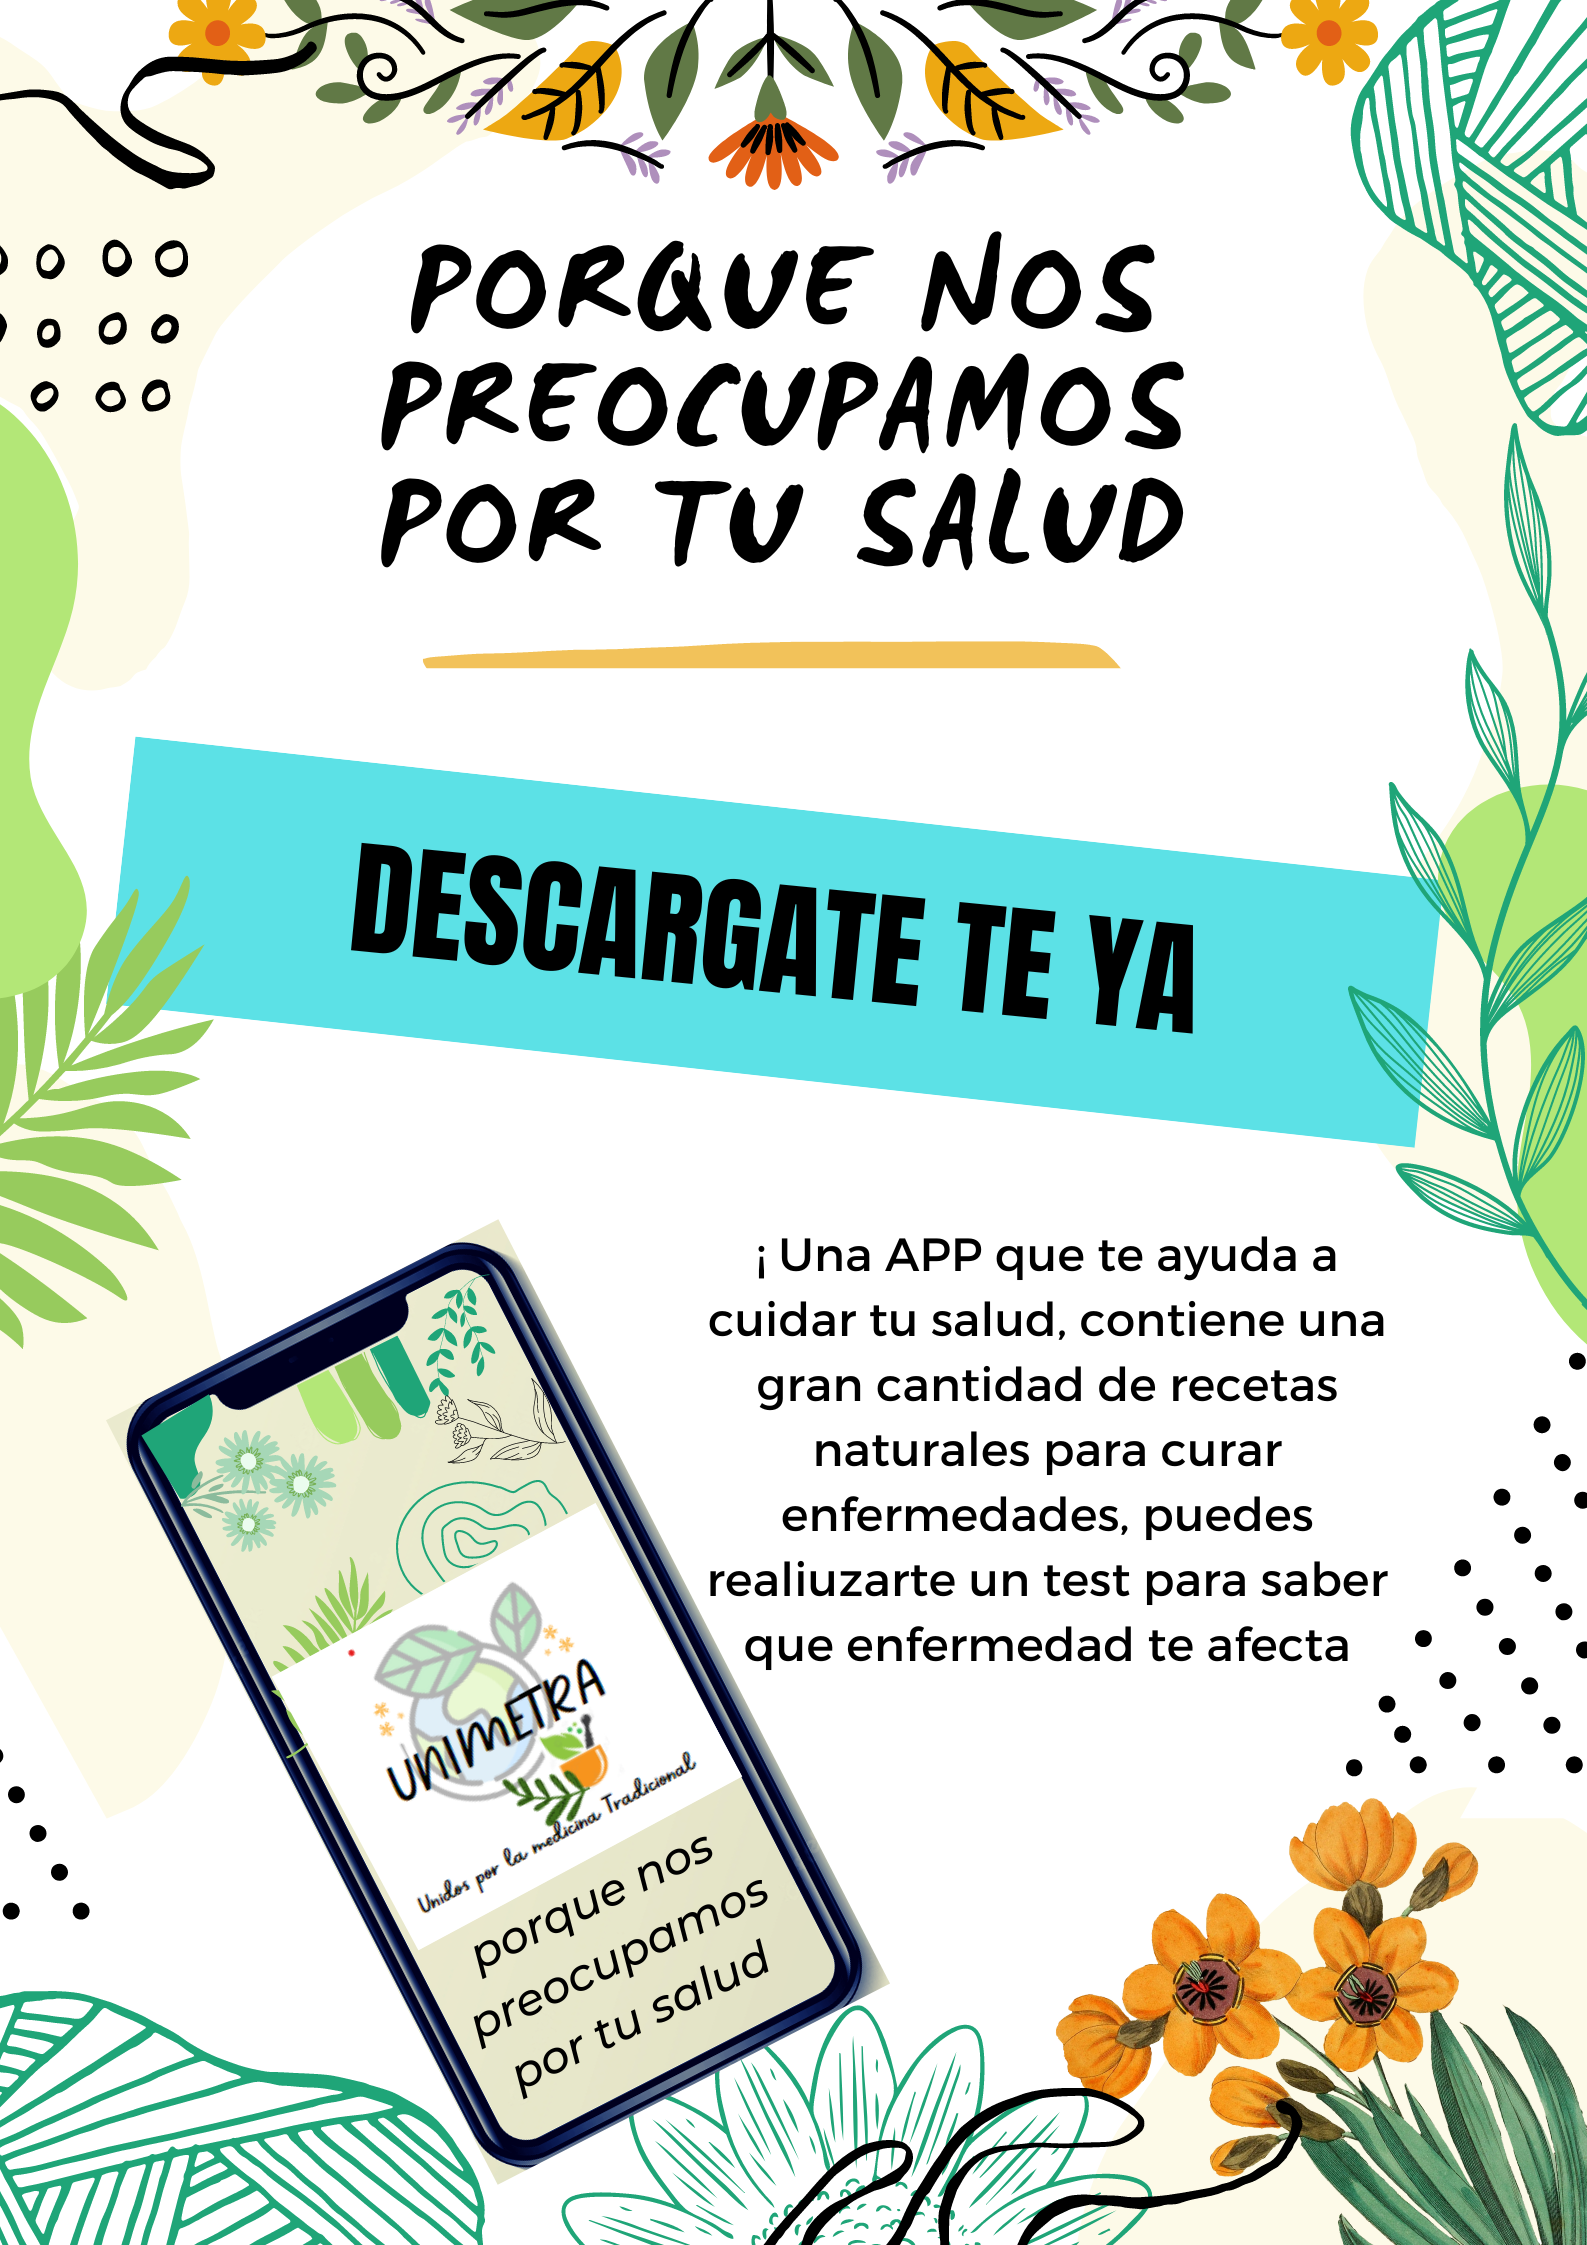 PORQUE NOS
PREOCUPAMOS
POR TU SALUD
DESCARGATE TE YA
¡ Una APP que te ayuda a
cuidar tu salud, contiene una
gran cantidad de recetas
naturales para curar
enfermedades, puedes
realiuzarte un test para saber
que enfermedad te afecta
UNIMETRA
Unidos por la medicina Tradicional
porque nos
preocupamos
por tu salud